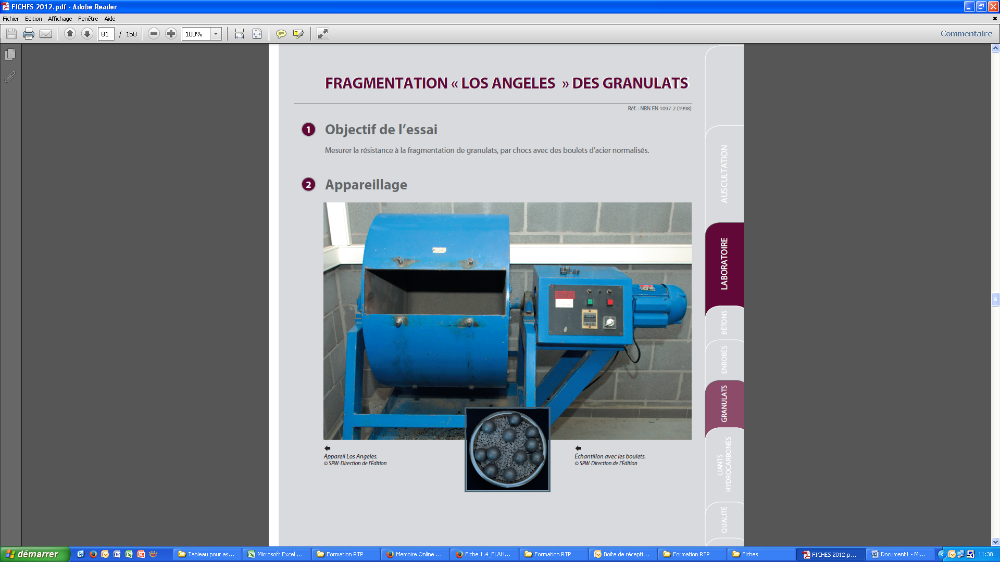 FICHES 2012.pdf - Adobe Reader
Fichier Edition Affichage Fenêtre Aide
81 / 158 100% Commentaire
FRAGMENTATION « LOS ANGELES » DES GRANULATS
Réf. : NBN EN 1097-2 (1998)
1 Objectif de l’essai
Mesurer la résistance à la fragmentation de granulats, par chocs avec des boulets d’acier normalisés.
2 Appareillage
Appareil Los Angeles.
© SPW-Direction de l’Édition
Échantillon avec les boulets.
© SPW-Direction de l’Édition
AUSCULTATION
LABORATOIRE
BÉTONS
ENROBÉS
GRANULATS
LIANTS
HYDROCARBONÉS
QUALITÉ
démarrer Tableau pour as... Microsoft Excel ... Formation RTP Memoire Online ... Fiche 1.4_FLAH... Formation RTP Boîte de récepti... Formation RTP Fiches FICHES 2012.p... Document1 - Mi... 11:38